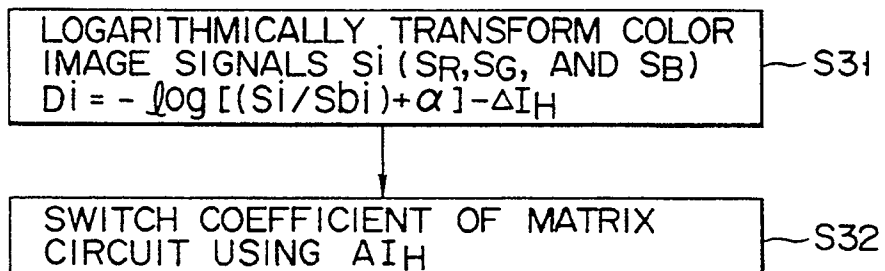 LOGARITHMICALLY TRANSFORM COLOR
IMAGE SIGNALS Si (SR,SG, AND SB)
Di = - log [(Si/Sbi)+α]-ΔIH
S31
SWITCH COEFFICIENT OF MATRIX
CIRCUIT USING AIH
S32